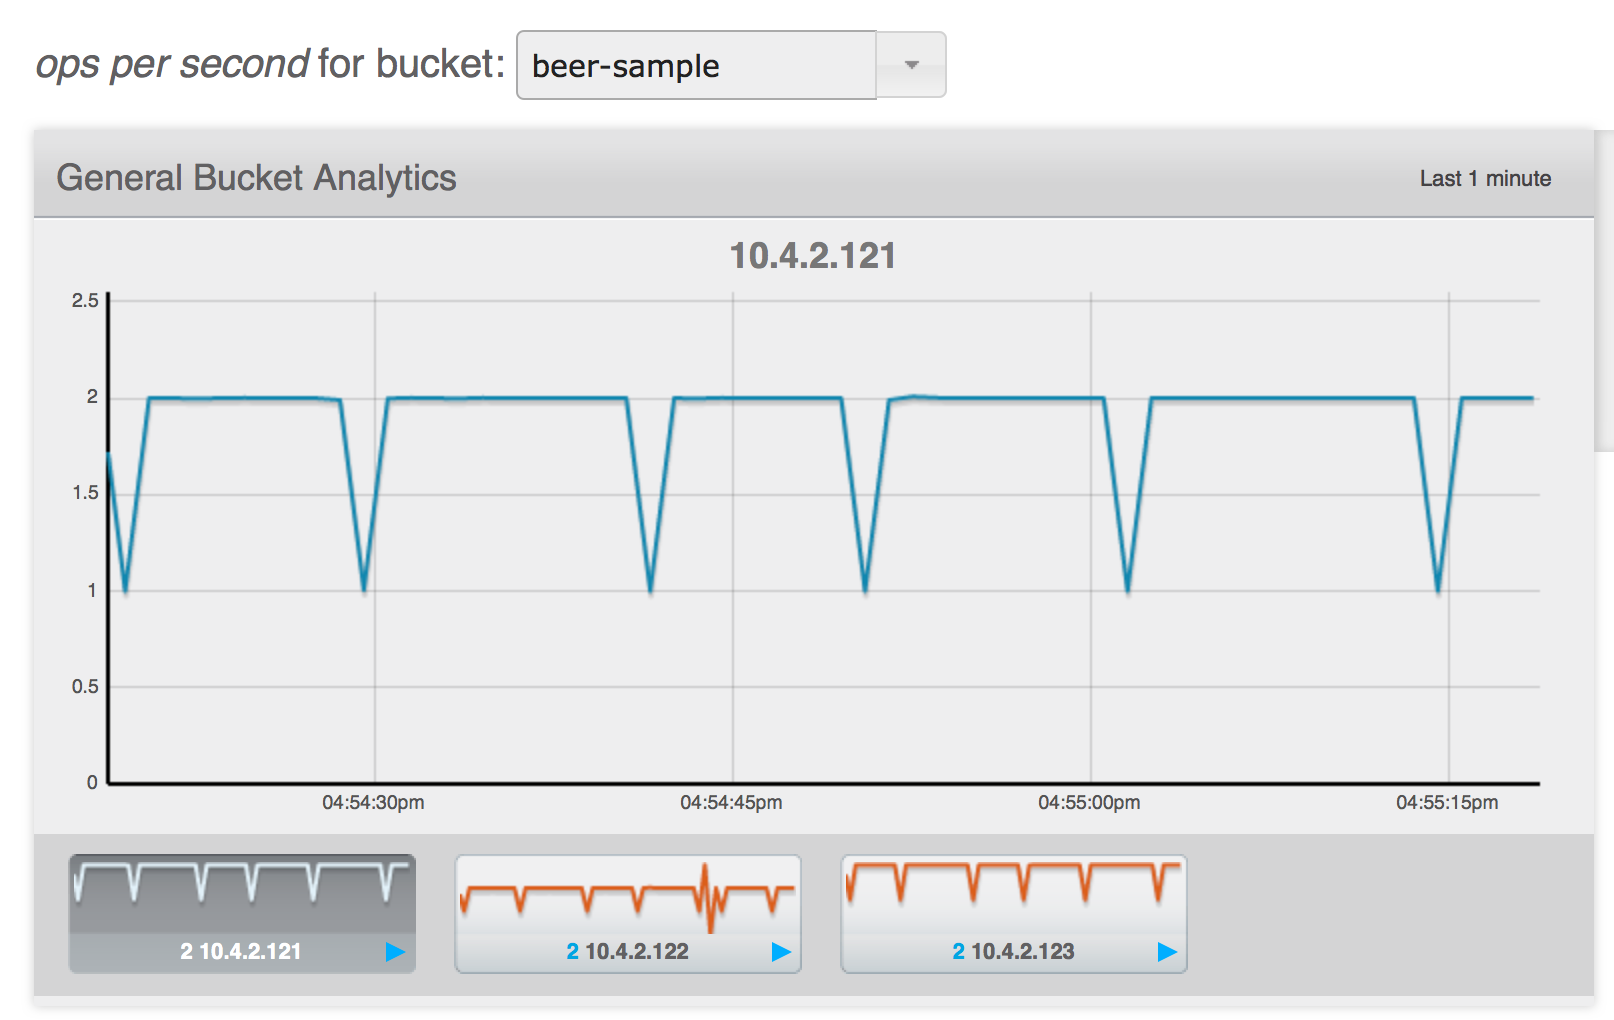 ops per second for bucket: beer-sample
General Bucket Analytics Last 1 minute
10.4.2.121
2.5
2
1.5
1
0.5
0
04:54:30pm 04:54:45pm 04:55:00pm 04:55:15pm
2 10.4.2.121 2 10.4.2.122 2 10.4.2.123